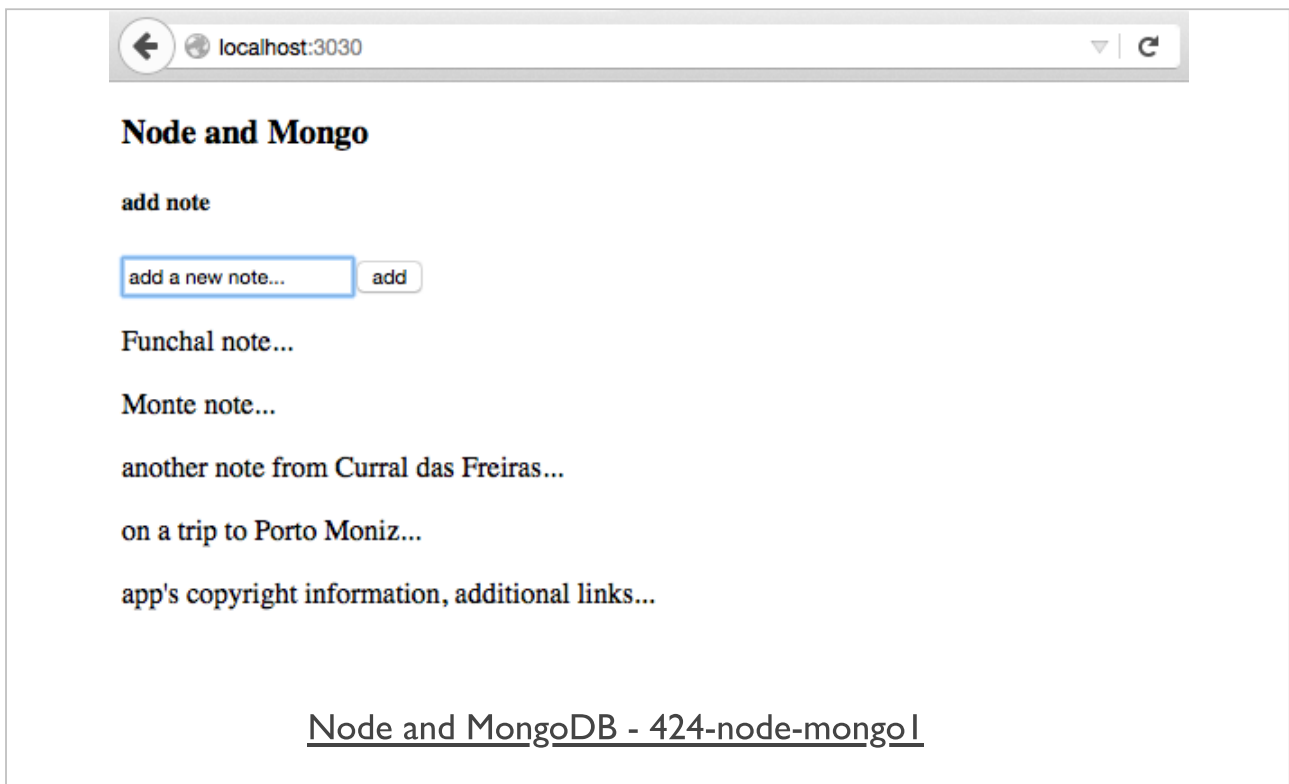 localhost:3030
Node and Mongo
add note
add a new note... add
Funchal note...
Monte note...
another note from Curral das Freiras...
on a trip to Porto Moniz...
app's copyright information, additional links...
Node and MongoDB - 424-node-mongo1